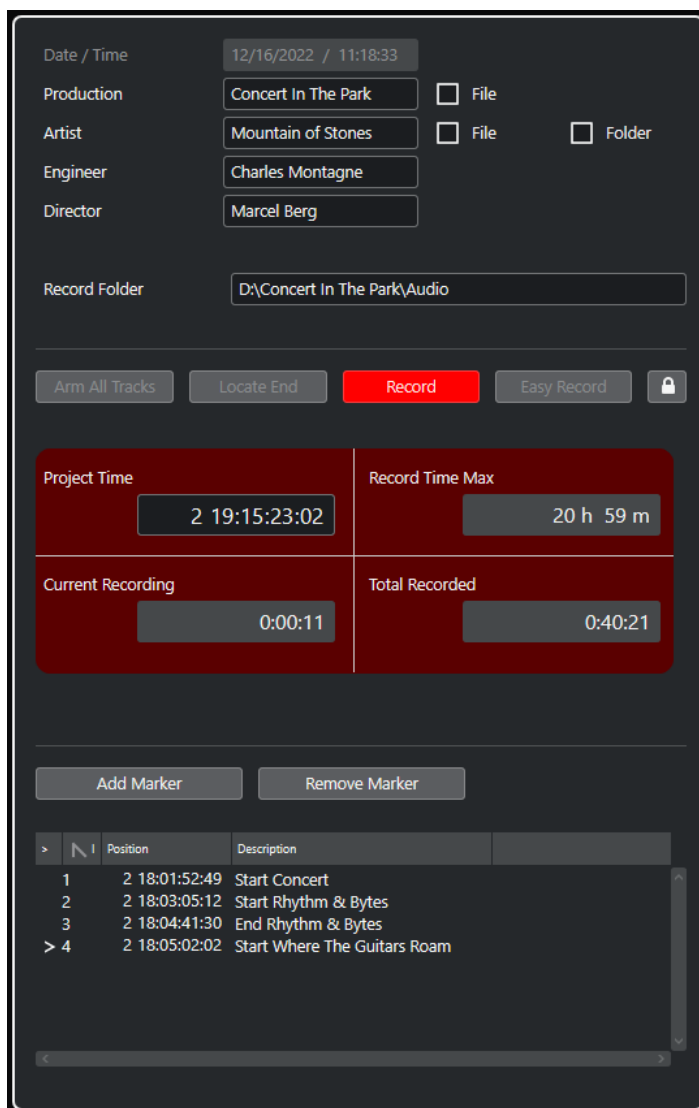 Date / Time 12/16/2022 / 11:18:33
Production Concert In The Park File
Artist Mountain of Stones File Folder
Engineer Charles Montagne
Director Marcel Berg
Record Folder D:\Concert In The Park\Audio
Arm All Tracks Locate End Record Easy Record
Project Time Record Time Max
2 19:15:23:02 20 h 59 m
Current Recording Total Recorded
0:00:11 0:40:21
Add Marker Remove Marker
> I Position Description
1 2 18:01:52:49 Start Concert
2 2 18:03:05:12 Start Rhythm & Bytes
3 2 18:04:41:30 End Rhythm & Bytes
> 4 2 18:05:02:02 Start Where The Guitars Roam